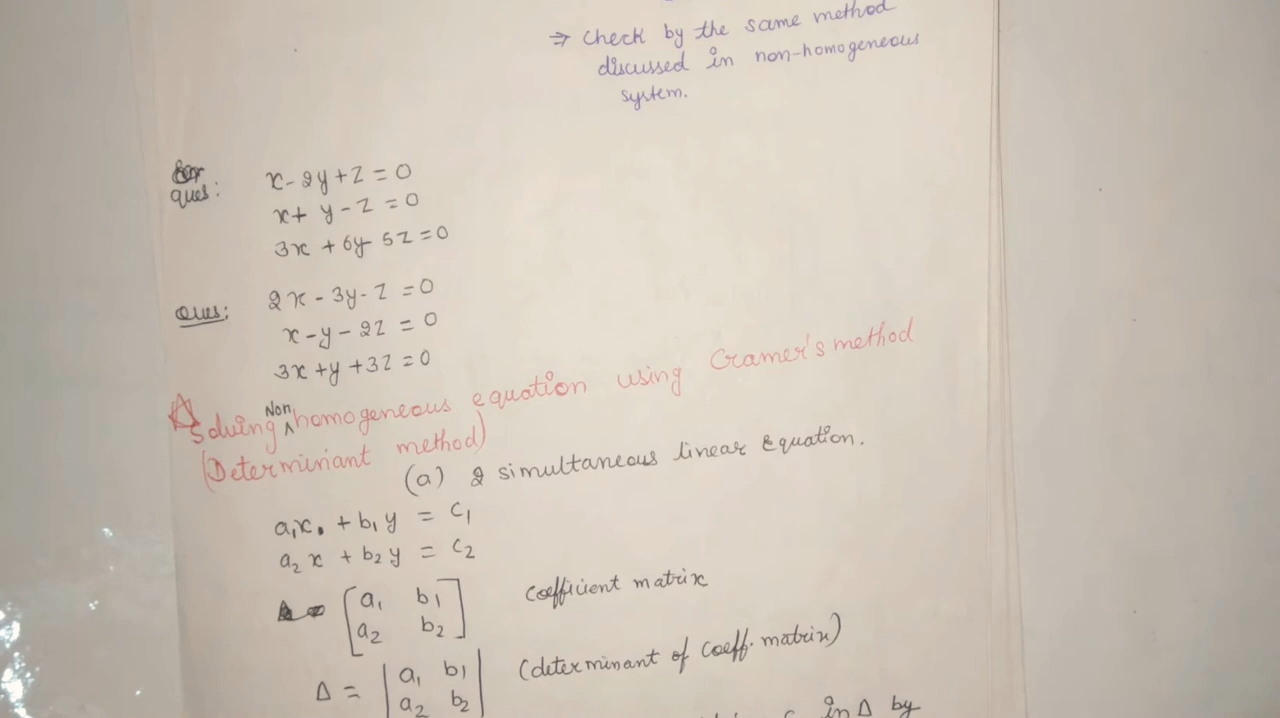 ⇒ Check by the same method
discussed in non-homogeneous
system.
Ques: x - 2y + z = 0
x + y - z = 0
3x + 6y - 5z = 0
Ques: 2x - 3y - z = 0
x - y - 2z = 0
3x + y + 3z = 0
Solving Non homogeneous equation using Cramer's method
(Determinant method)
(a) 2 simultaneous linear Equation.
a₁x + b₁y = c₁
a₂x + b₂y = c₂
[a₁ b₁
a₂ b₂] coefficient matrix
Δ = |a₁ b₁
a₂ b₂| (determinant of coeff. matrix)
in Δ by